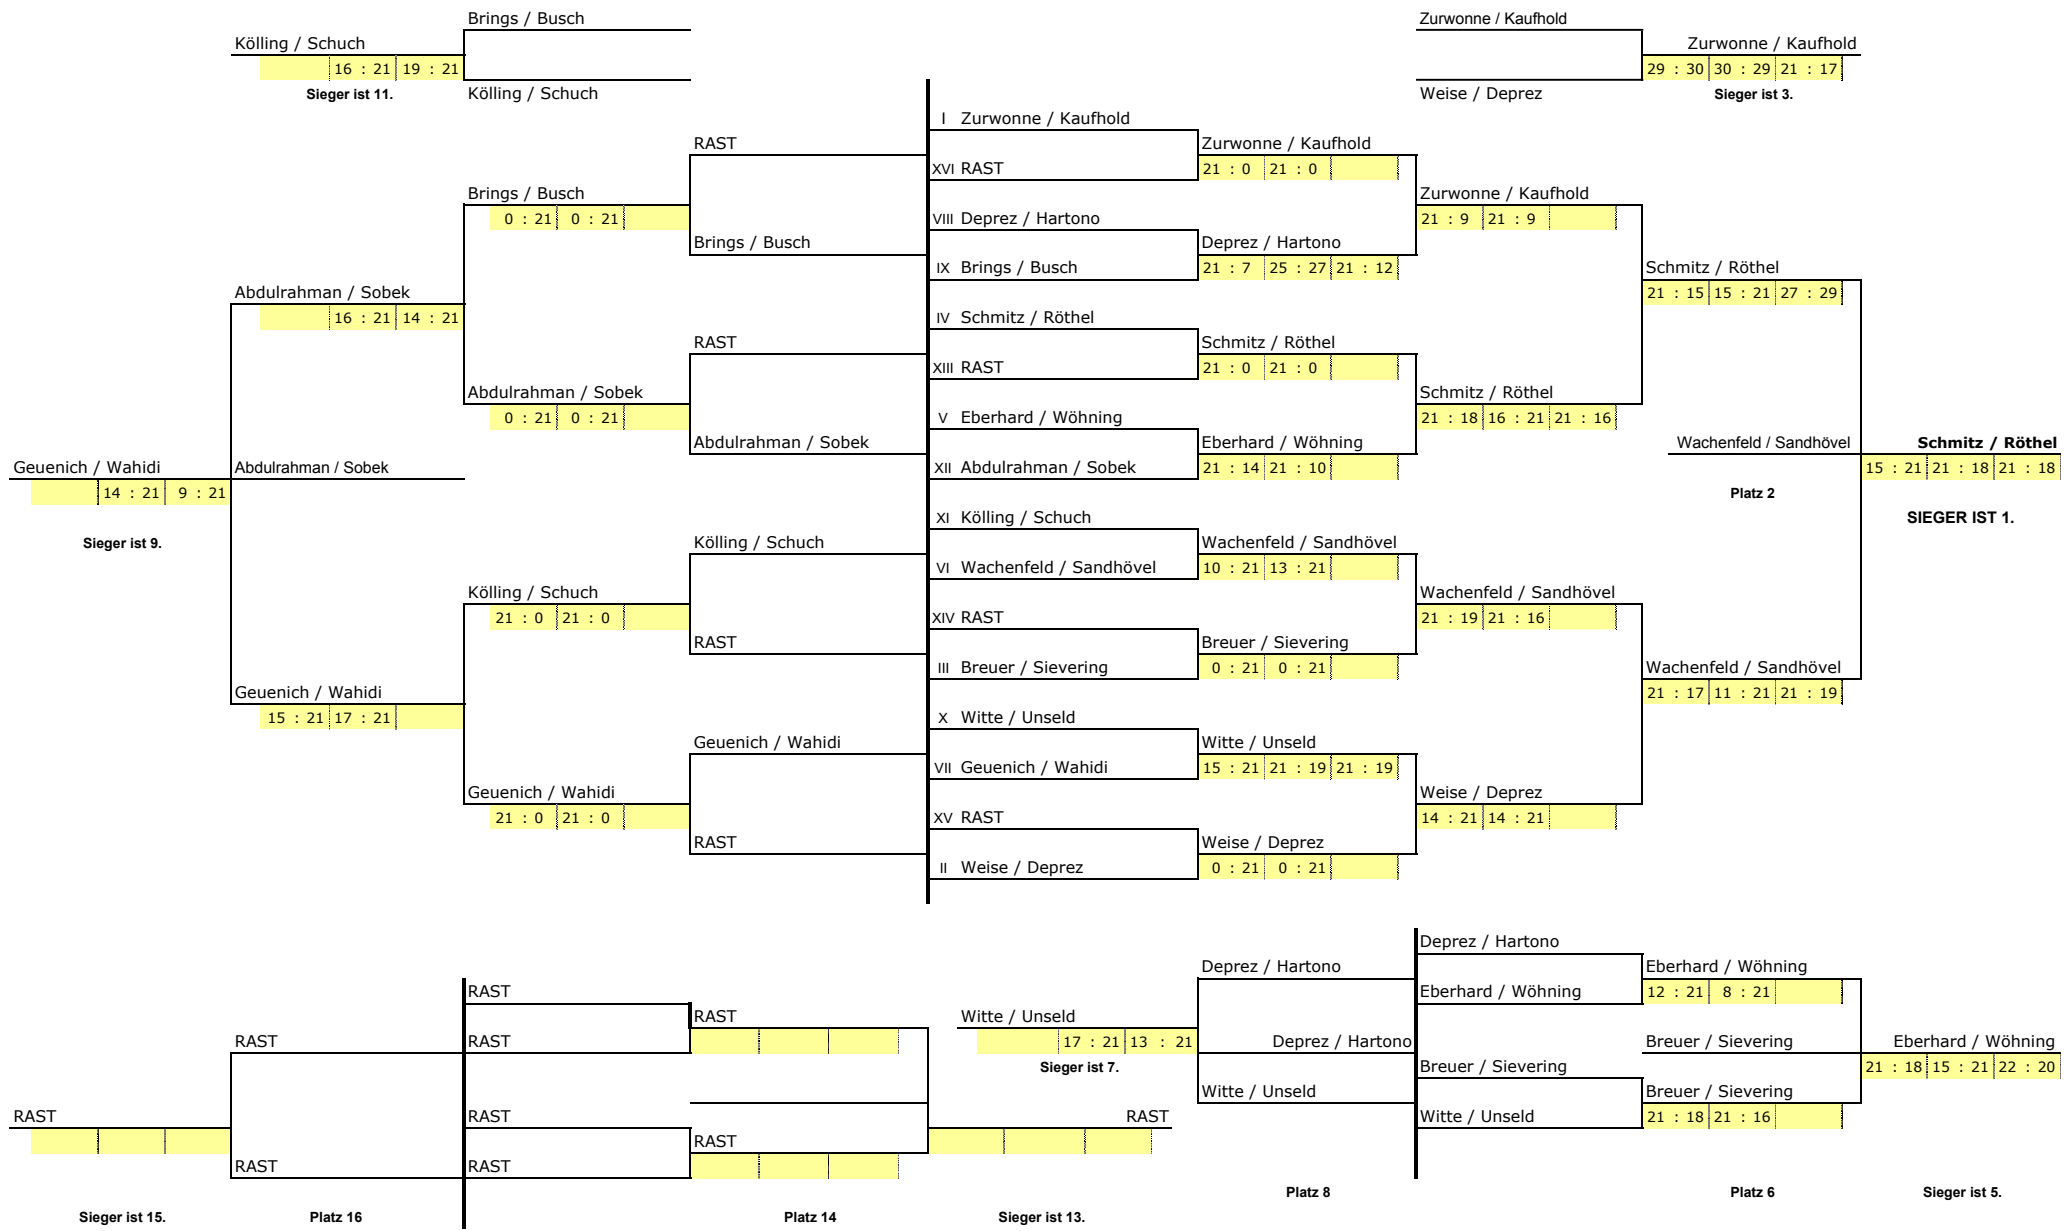 Brings / Busch
Zurwonne / Kaufhold
Kölling / Schuch
Zurwonne / Kaufhold
16 : 21 19 : 21
29 : 30 30 : 29 21 : 17
Sieger ist 11.
Kölling / Schuch
Weise / Deprez
Sieger ist 3.
I Zurwonne / Kaufhold
RAST
Zurwonne / Kaufhold
XVI RAST
21 : 0 21 : 0
Brings / Busch
Zurwonne / Kaufhold
0 : 21 0 : 21
VIII Deprez / Hartono
21 : 9 21 : 9
Brings / Busch
Deprez / Hartono
IX Brings / Busch
21 : 7 25 : 27 21 : 12
Schmitz / Röthel
Abdulrahman / Sobek
21 : 15 15 : 21 27 : 29
16 : 21 14 : 21
IV Schmitz / Röthel
RAST
Schmitz / Röthel
XIII RAST
21 : 0 21 : 0
Abdulrahman / Sobek
Schmitz / Röthel
0 : 21 0 : 21
V Eberhard / Wöhning
21 : 18 16 : 21 21 : 16
Abdulrahman / Sobek
Eberhard / Wöhning
Wachenfeld / Sandhövel
Schmitz / Röthel
Geuenich / Wahidi
Abdulrahman / Sobek
XII Abdulrahman / Sobek
21 : 14 21 : 10
15 : 21 21 : 18 21 : 18
14 : 21 9 : 21
Platz 2
XI Kölling / Schuch
SIEGER IST 1.
Sieger ist 9.
Kölling / Schuch
Wachenfeld / Sandhövel
VI Wachenfeld / Sandhövel
10 : 21 13 : 21
Kölling / Schuch
Wachenfeld / Sandhövel
21 : 0 21 : 0
XIV RAST
21 : 19 21 : 16
RAST
Breuer / Sievering
III Breuer / Sievering
0 : 21 0 : 21
Wachenfeld / Sandhövel
Geuenich / Wahidi
21 : 17 11 : 21 21 : 19
15 : 21 17 : 21
X Witte / Unseld
Geuenich / Wahidi
Witte / Unseld
VII Geuenich / Wahidi
15 : 21 21 : 19 21 : 19
Geuenich / Wahidi
Weise / Deprez
21 : 0 21 : 0
XV RAST
14 : 21 14 : 21
RAST
Weise / Deprez
II Weise / Deprez
0 : 21 0 : 21
Deprez / Hartono
Deprez / Hartono
Eberhard / Wöhning
RAST
Eberhard / Wöhning
12 : 21 8 : 21
RAST
Witte / Unseld
RAST
RAST
17 : 21 13 : 21
Deprez / Hartono
Breuer / Sievering
Eberhard / Wöhning
Sieger ist 7.
Breuer / Sievering
21 : 18 15 : 21 22 : 20
Witte / Unseld
Breuer / Sievering
RAST
RAST
RAST
Witte / Unseld
21 : 18 21 : 16
RAST
RAST
RAST
Platz 8
Platz 6
Sieger ist 5.
Sieger ist 15.
Platz 16
Platz 14
Sieger ist 13.